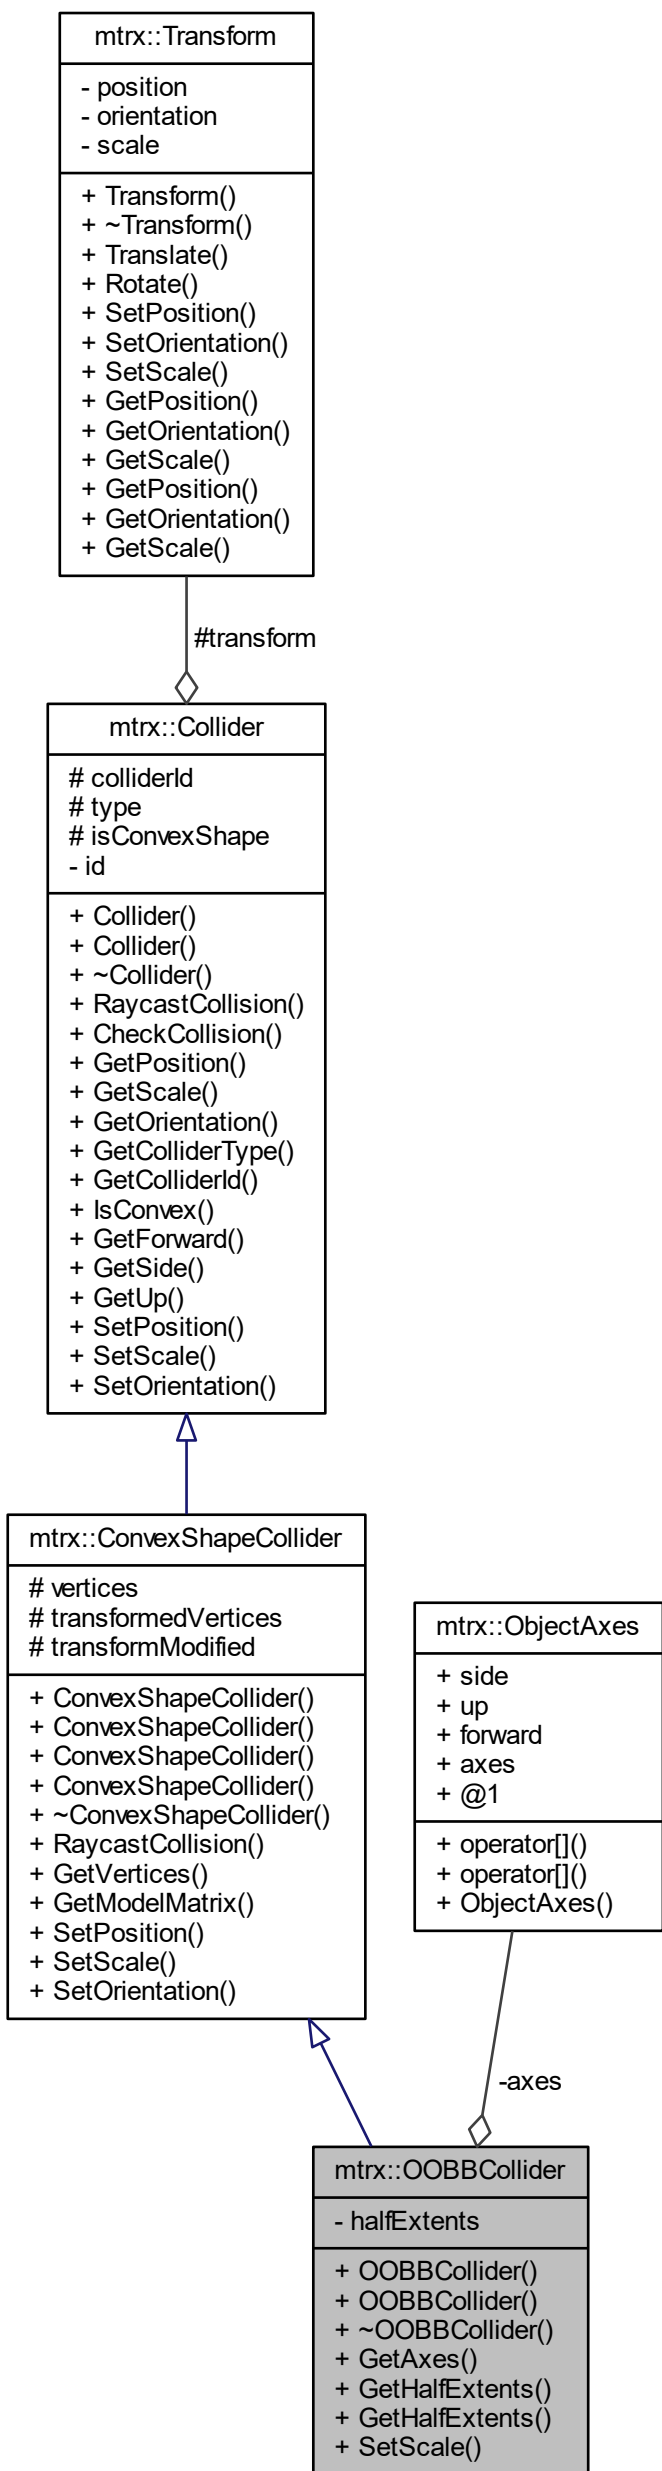 mtrx::Transform
- position
- orientation
- scale
+ Transform()
+ ~Transform()
+ Translate()
+ Rotate()
+ SetPosition()
+ SetOrientation()
+ SetScale()
+ GetPosition()
+ GetOrientation()
+ GetScale()
+ GetPosition()
+ GetOrientation()
+ GetScale()
#transform
mtrx::Collider
# colliderId
# type
# isConvexShape
- id
+ Collider()
+ Collider()
+ ~Collider()
+ RaycastCollision()
+ CheckCollision()
+ GetPosition()
+ GetScale()
+ GetOrientation()
+ GetColliderType()
+ GetColliderId()
+ IsConvex()
+ GetForward()
+ GetSide()
+ GetUp()
+ SetPosition()
+ SetScale()
+ SetOrientation()
mtrx::ConvexShapeCollider
# vertices
# transformedVertices
# transformModified
+ ConvexShapeCollider()
+ ConvexShapeCollider()
+ ConvexShapeCollider()
+ ConvexShapeCollider()
+ ~ConvexShapeCollider()
+ RaycastCollision()
+ GetVertices()
+ GetModelMatrix()
+ SetPosition()
+ SetScale()
+ SetOrientation()
mtrx::ObjectAxes
+ side
+ up
+ forward
+ axes
+ @1
+ operator[]()
+ operator[]()
+ ObjectAxes()
-axes
mtrx::OOBBCollider
- halfExtents
+ OOBBCollider()
+ OOBBCollider()
+ ~OOBBCollider()
+ GetAxes()
+ GetHalfExtents()
+ GetHalfExtents()
+ SetScale()